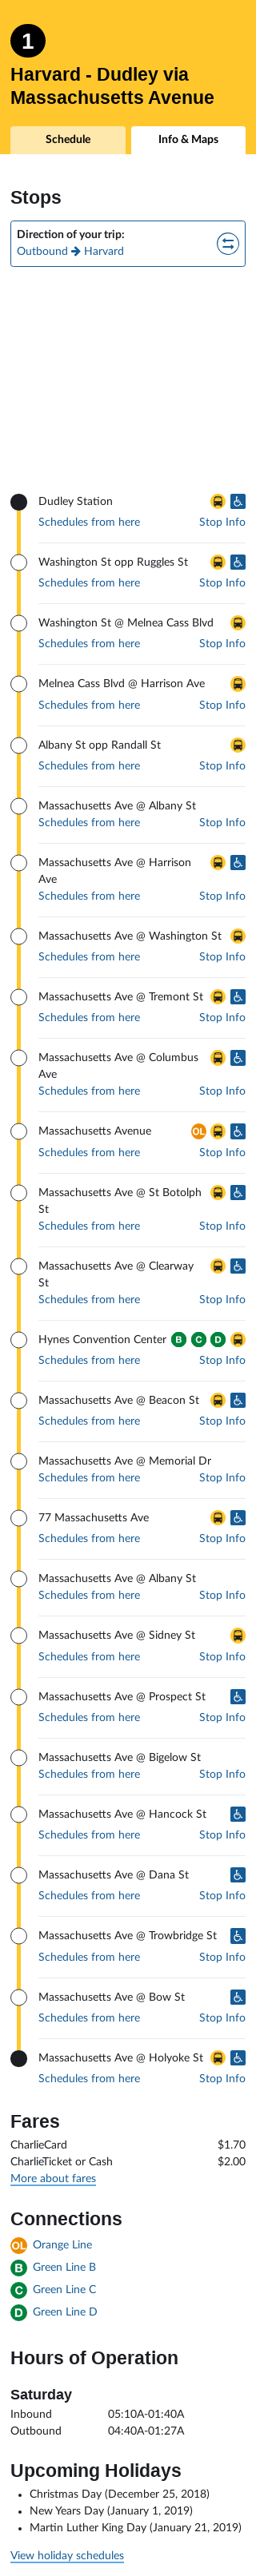 1
Harvard - Dudley via
Massachusetts Avenue
Schedule Info & Maps
Stops
Direction of your trip:
Outbound → Harvard
Dudley Station
Schedules from here Stop Info
Washington St opp Ruggles St
Schedules from here Stop Info
Washington St @ Melnea Cass Blvd
Schedules from here Stop Info
Melnea Cass Blvd @ Harrison Ave
Schedules from here Stop Info
Albany St opp Randall St
Schedules from here Stop Info
Massachusetts Ave @ Albany St
Schedules from here Stop Info
Massachusetts Ave @ Harrison
Ave
Schedules from here Stop Info
Massachusetts Ave @ Washington St
Schedules from here Stop Info
Massachusetts Ave @ Tremont St
Schedules from here Stop Info
Massachusetts Ave @ Columbus
Ave
Schedules from here Stop Info
Massachusetts Avenue OL
Schedules from here Stop Info
Massachusetts Ave @ St Botolph
St
Schedules from here Stop Info
Massachusetts Ave @ Clearway
St
Schedules from here Stop Info
Hynes Convention Center B C D
Schedules from here Stop Info
Massachusetts Ave @ Beacon St
Schedules from here Stop Info
Massachusetts Ave @ Memorial Dr
Schedules from here Stop Info
77 Massachusetts Ave
Schedules from here Stop Info
Massachusetts Ave @ Albany St
Schedules from here Stop Info
Massachusetts Ave @ Sidney St
Schedules from here Stop Info
Massachusetts Ave @ Prospect St
Schedules from here Stop Info
Massachusetts Ave @ Bigelow St
Schedules from here Stop Info
Massachusetts Ave @ Hancock St
Schedules from here Stop Info
Massachusetts Ave @ Dana St
Schedules from here Stop Info
Massachusetts Ave @ Trowbridge St
Schedules from here Stop Info
Massachusetts Ave @ Bow St
Schedules from here Stop Info
Massachusetts Ave @ Holyoke St
Schedules from here Stop Info
Fares
CharlieCard $1.70
CharlieTicket or Cash $2.00
More about fares
Connections
OL Orange Line
B Green Line B
C Green Line C
D Green Line D
Hours of Operation
Saturday
Inbound 05:10A-01:40A
Outbound 04:40A-01:27A
Upcoming Holidays
• Christmas Day (December 25, 2018)
• New Years Day (January 1, 2019)
• Martin Luther King Day (January 21, 2019)
View holiday schedules